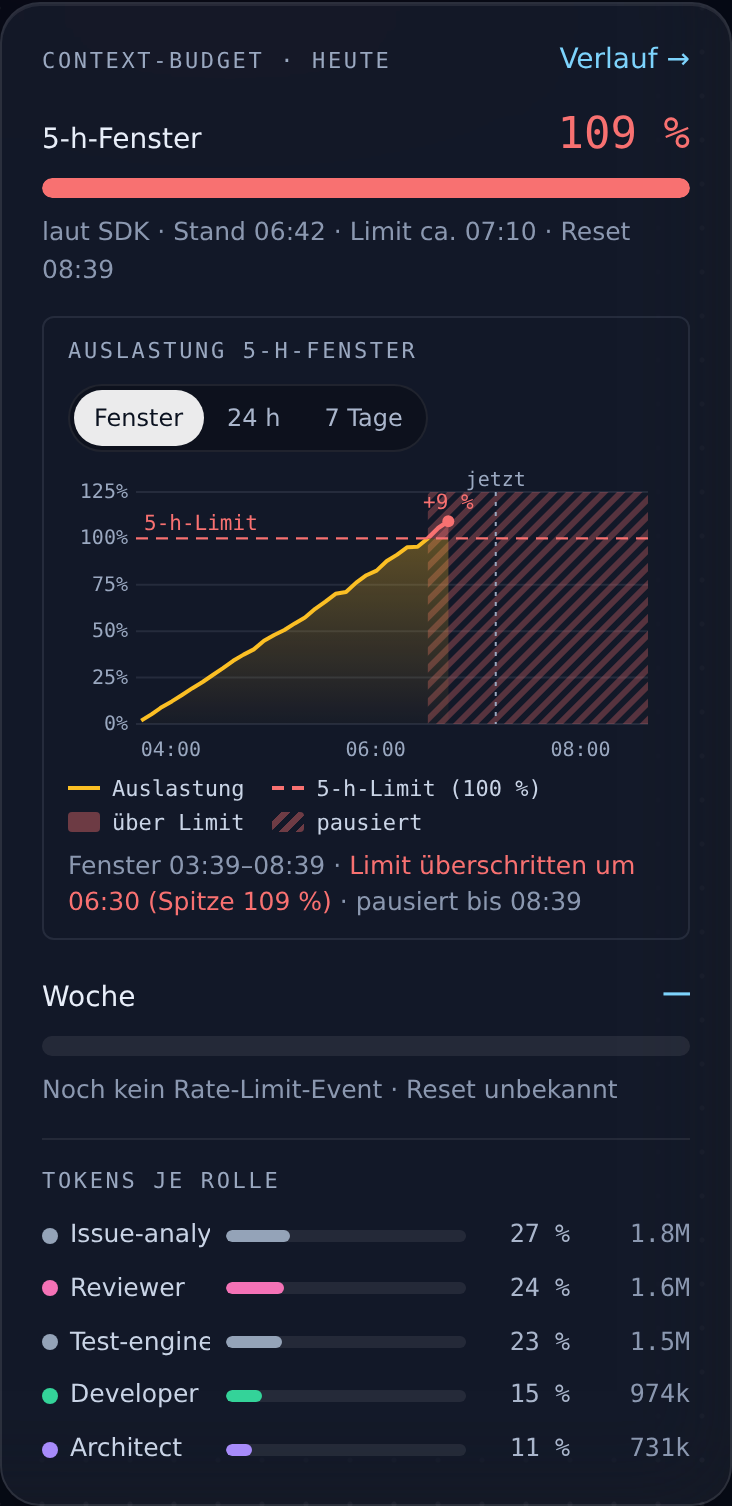 CONTEXT-BUDGET · HEUTE Verlauf →
5-h-Fenster 109 %
laut SDK · Stand 06:42 · Limit ca. 07:10 · Reset
08:39
AUSLASTUNG 5-H-FENSTER
Fenster 24 h 7 Tage
jetzt
125%
+9 %
5-h-Limit
100%
75%
50%
25%
0%
04:00 06:00 08:00
Auslastung 5-h-Limit (100 %)
über Limit pausiert
Fenster 03:39–08:39 · Limit überschritten um
06:30 (Spitze 109 %) · pausiert bis 08:39
Woche —
Noch kein Rate-Limit-Event · Reset unbekannt
TOKENS JE ROLLE
Issue-analy 27 % 1.8M
Reviewer 24 % 1.6M
Test-engine 23 % 1.5M
Developer 15 % 974k
Architect 11 % 731k